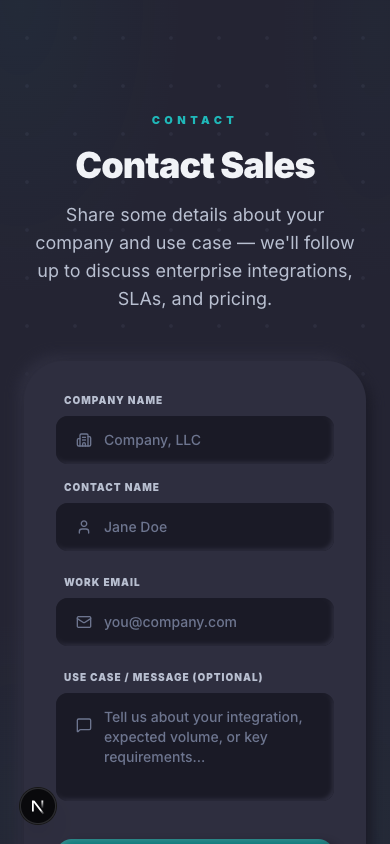 CONTACT
Contact Sales
Share some details about your
company and use case — we'll follow
up to discuss enterprise integrations,
SLAs, and pricing.
COMPANY NAME
Company, LLC
CONTACT NAME
Jane Doe
WORK EMAIL
you@company.com
USE CASE / MESSAGE (OPTIONAL)
Tell us about your integration,
expected volume, or key
requirements...
N